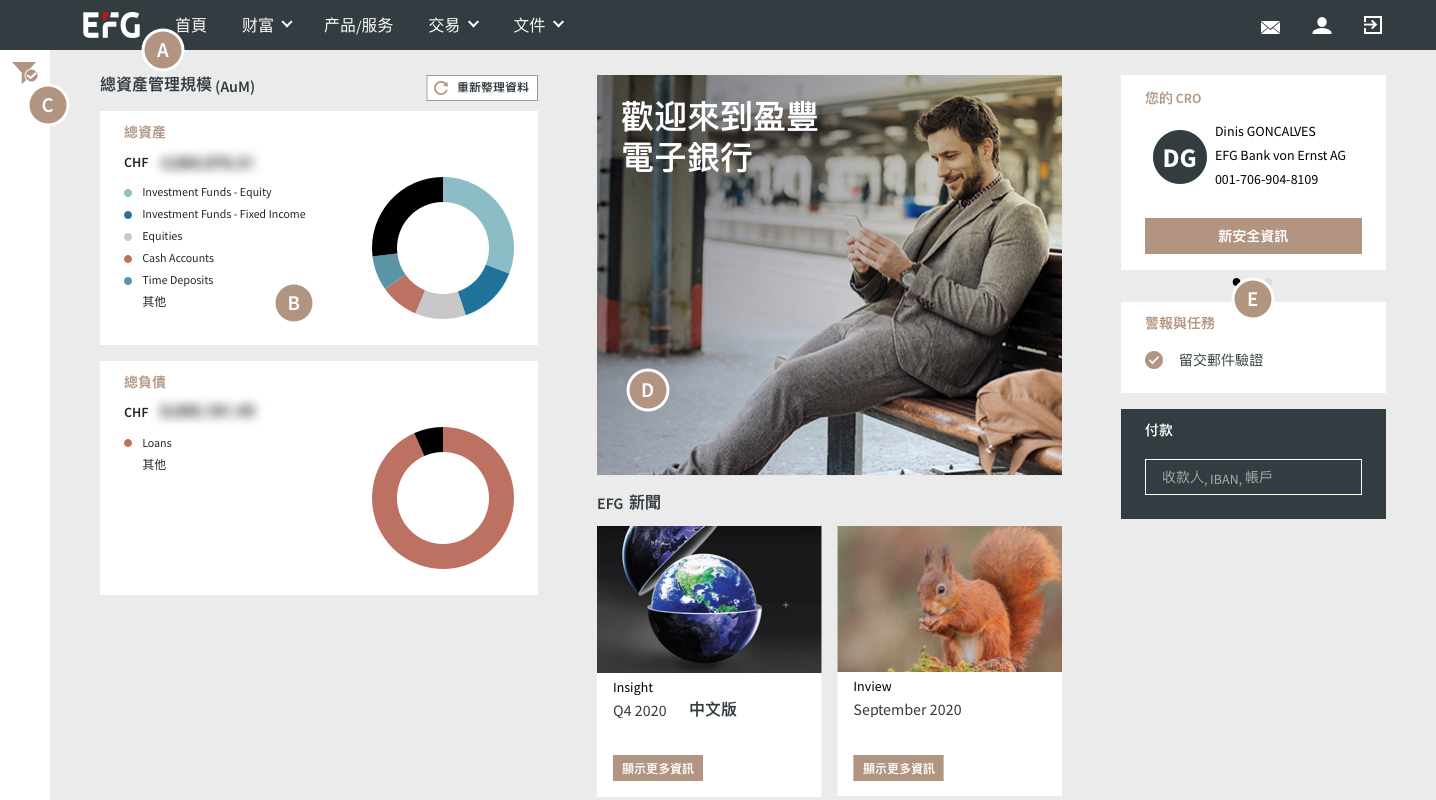 EFG
首頁
财富
产品/服务
交易
文件
A
C
總資產管理規模 (AuM)
重新整理資料
總資產
CHF
Investment Funds - Equity
Investment Funds - Fixed Income
Equities
Cash Accounts
Time Deposits
其他
B
總負債
CHF
Loans
其他
歡迎來到盈豐
電子銀行
D
EFG 新聞
Insight
Q4 2020 中文版
顯示更多資訊
Inview
September 2020
顯示更多資訊
您的 CRO
DG
Dinis GONCALVES
EFG Bank von Ernst AG
001-706-904-8109
新安全資訊
E
警報與任務
留交郵件驗證
付款
收款人, IBAN, 帳戶